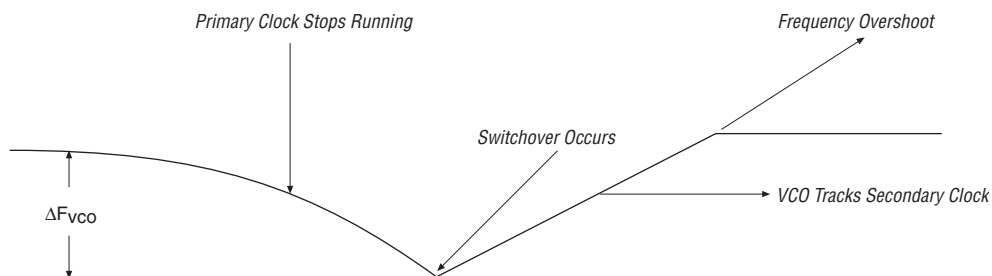 Primary Clock Stops Running
Frequency Overshoot
Switchover Occurs
VCO Tracks Secondary Clock
ΔFvco